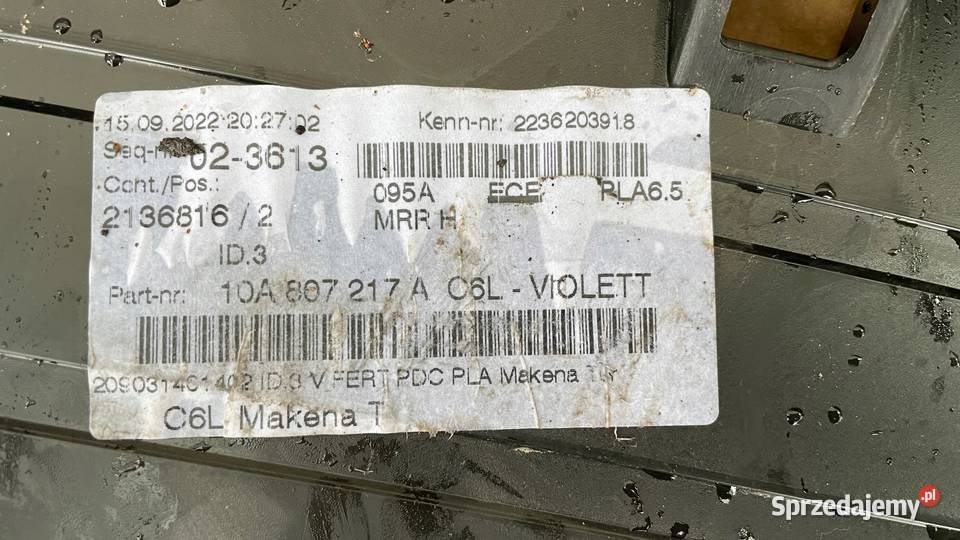 15.09.2022 20:27:02 Kenn-nr: 2236203918
02-3613
Cont./Pos.: 095A ECE PLA6.5
2136816 / 2 MRR H
ID.3
Part-nr: 10A 807 217 A C6L - VIOLETT
ID.3 V FERT PDC PLA Makena
C6L Makena T
Sprzedajemy.pl